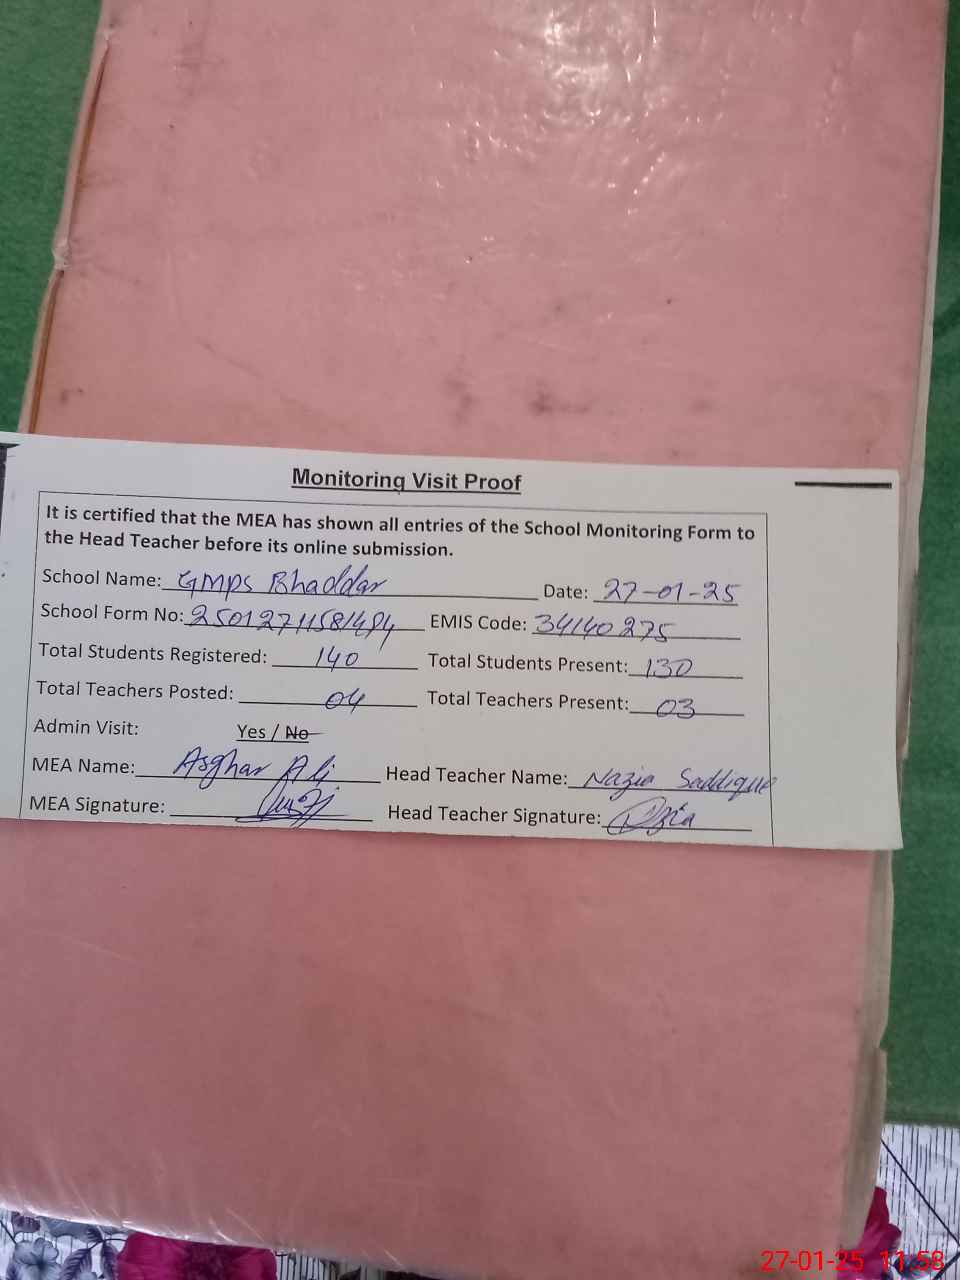 Monitoring Visit Proof
It is certified that the MEA has shown all entries of the School Monitoring Form to
the Head Teacher before its online submission.
School Name: GMPS Bhaddar Date: 27-01-25
School Form No: 25012711581494 EMIS Code: 34140275
Total Students Registered: 140 Total Students Present: 130
Total Teachers Posted: 04 Total Teachers Present: 03
Admin Visit: Yes / No
MEA Name: Asghar Ali Head Teacher Name: Nazia Saddique
MEA Signature: Head Teacher Signature:
27-01-25 11:58